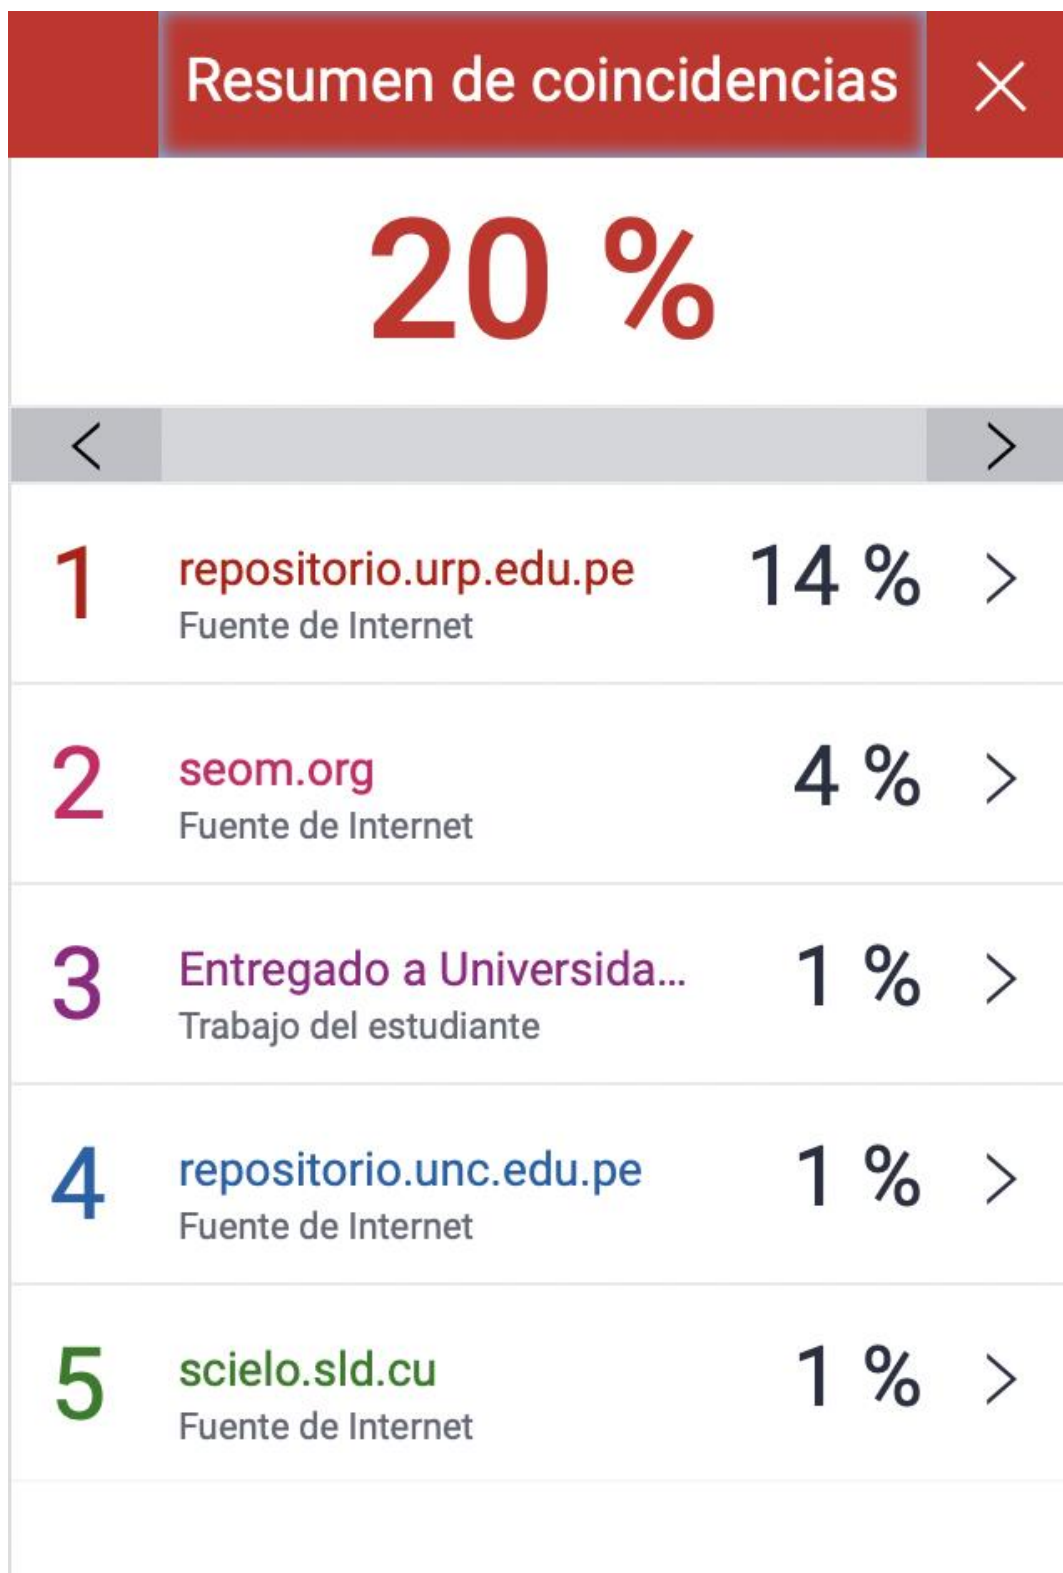 Resumen de coincidencias
20 %
1 repositorio.urp.edu.pe 14 %
Fuente de Internet
2 seom.org 4 %
Fuente de Internet
3 Entregado a Universida... 1 %
Trabajo del estudiante
4 repositorio.unc.edu.pe 1 %
Fuente de Internet
5 scielo.sld.cu 1 %
Fuente de Internet